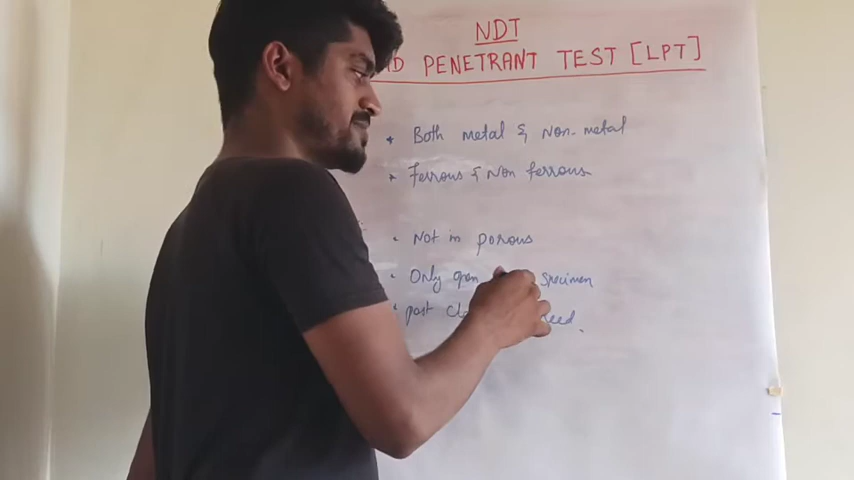 NDT
PENETRANT TEST [LPT]
* Both metal & Non-metal
* Ferrous & Non ferrous
• Not in porous
• Only open specimen
• post